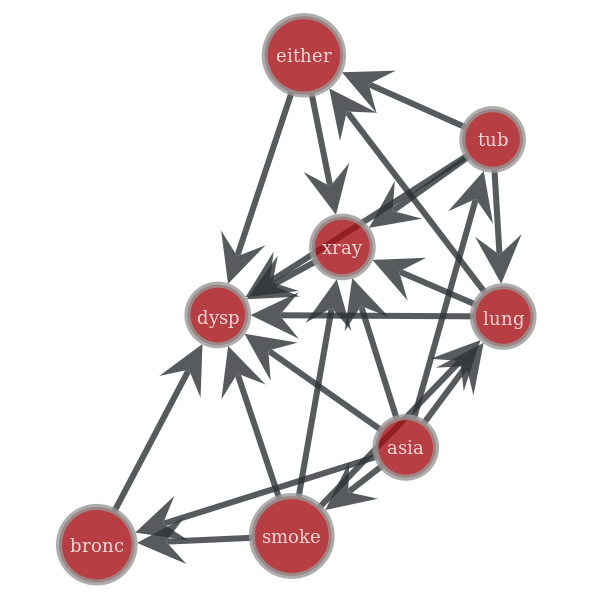 either
tub
xray
dysp
lung
asia
smoke
bronc